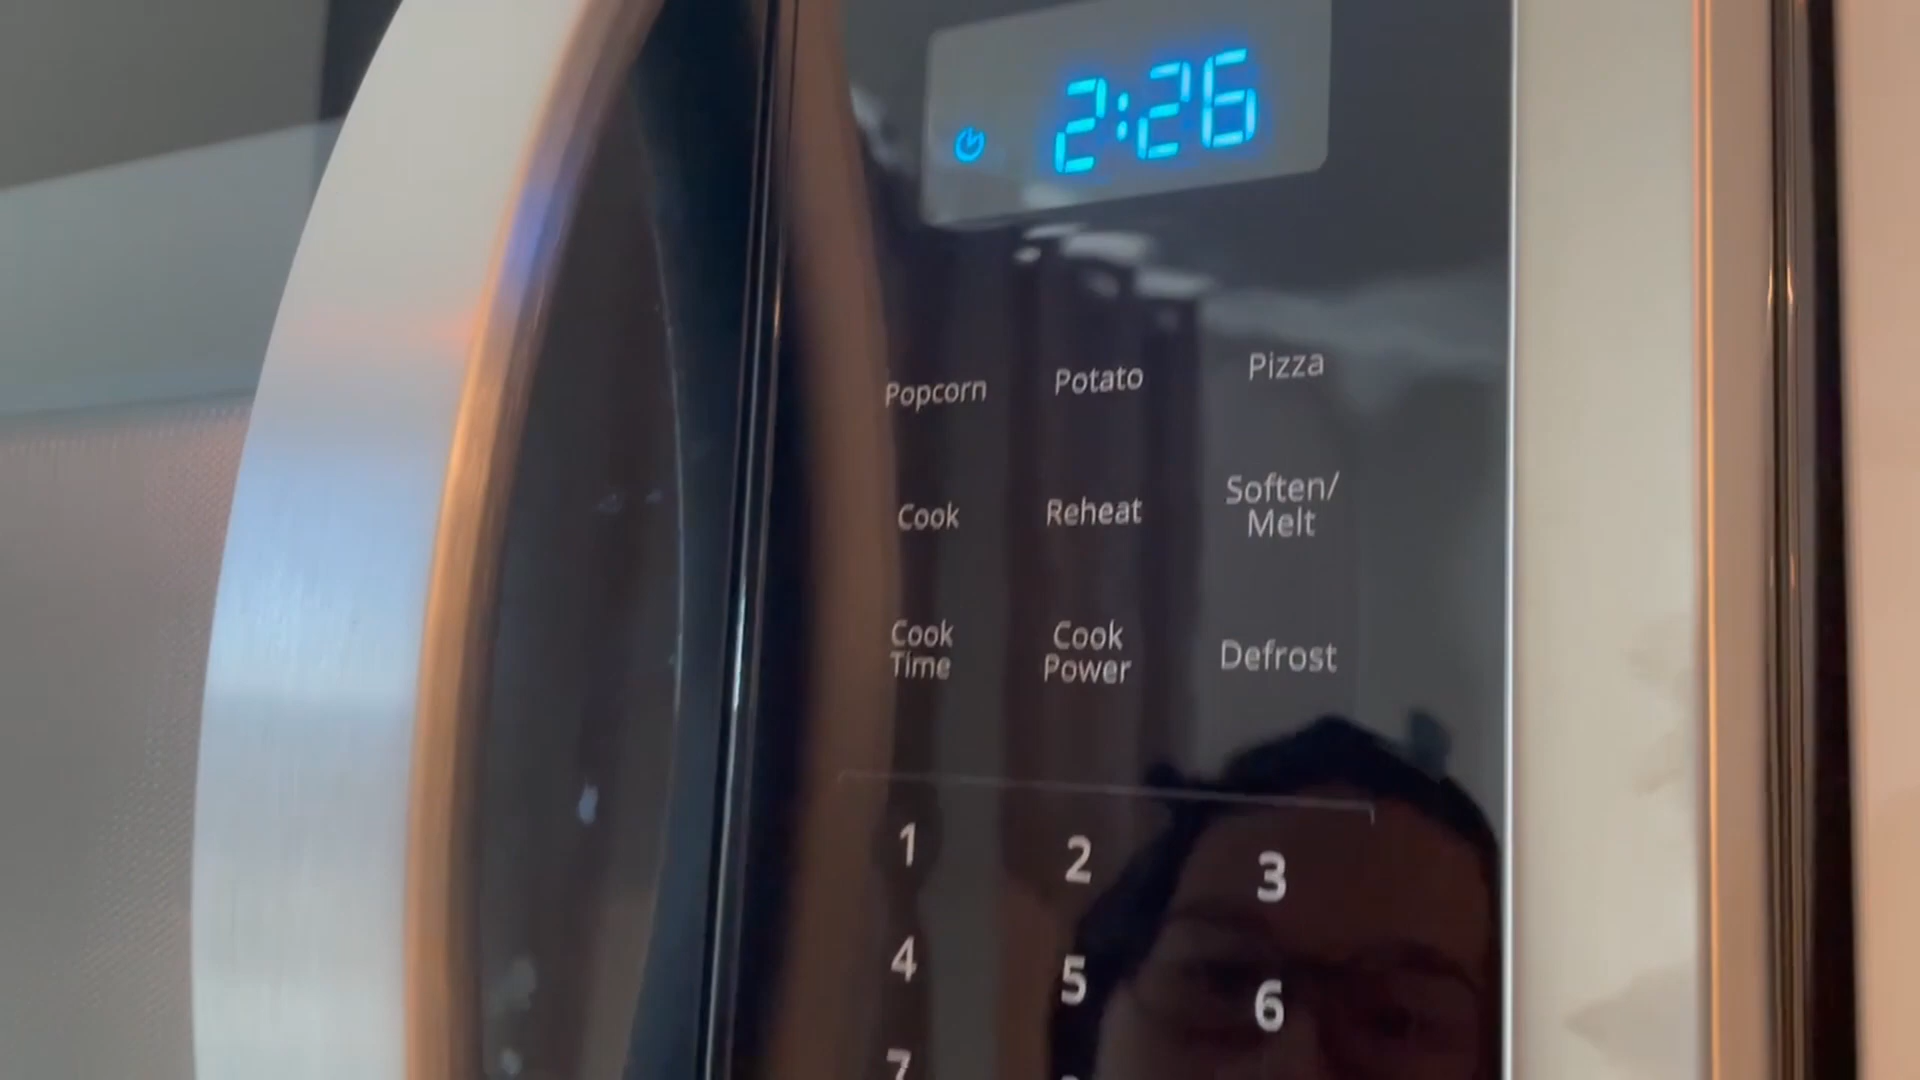 2:26
Popcorn Potato Pizza
Cook Reheat Soften/
Melt
Cook
Time
Cook
Power
Defrost
1 2 3
4 5 6
7